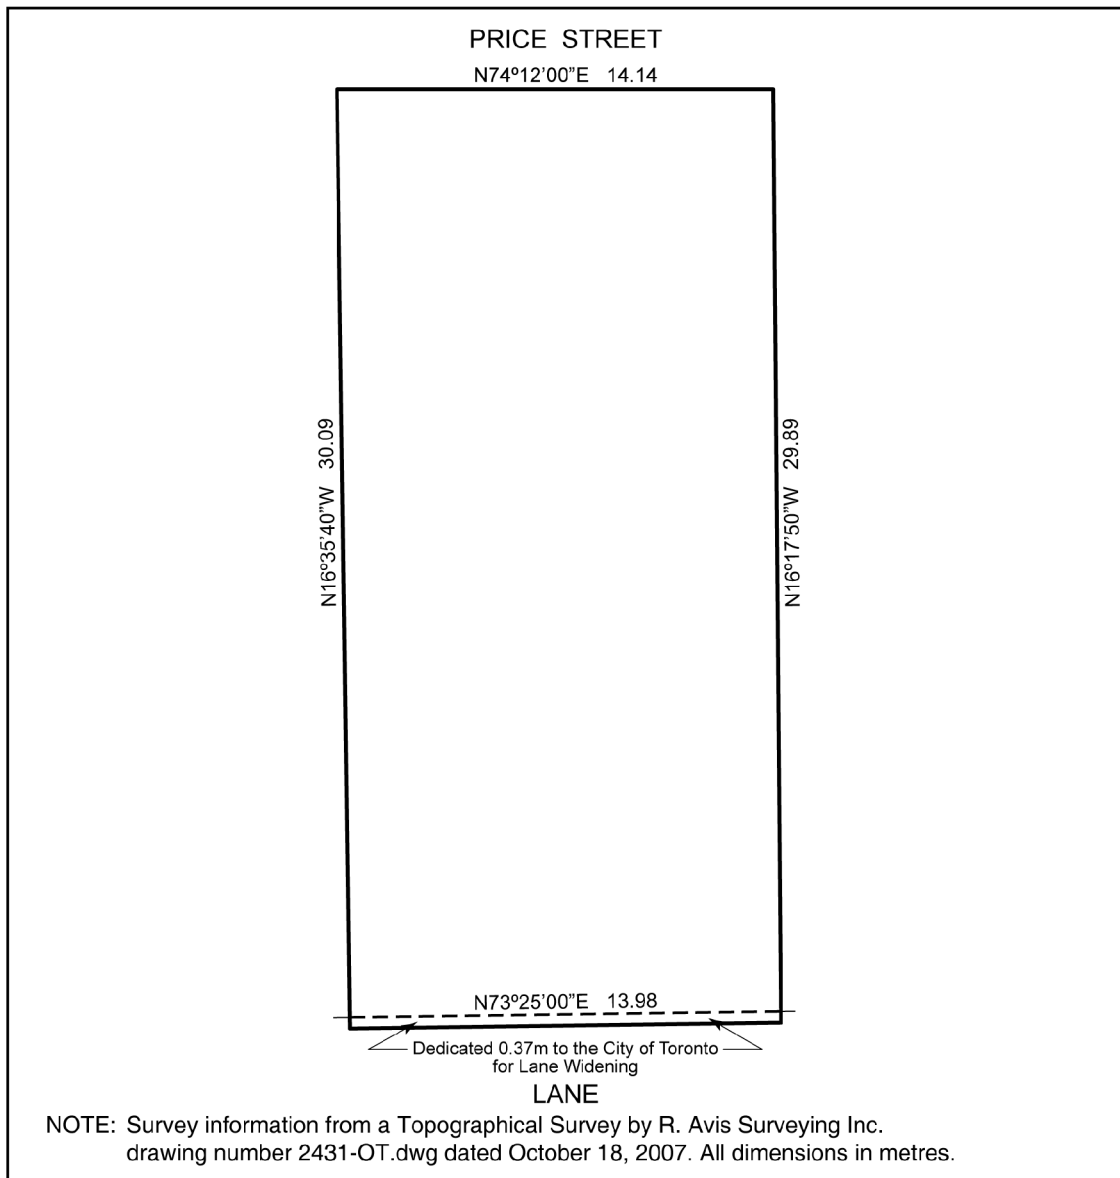 PRICE STREET
N74º12’00”E 14.14
N16º35’40”W 30.09
N16º17’50”W 29.89
N73º25’00”E 13.98
Dedicated 0.37m to the City of Toronto
for Lane Widening
LANE
NOTE: Survey information from a Topographical Survey by R. Avis Surveying Inc.
drawing number 2431-OT.dwg dated October 18, 2007. All dimensions in metres.